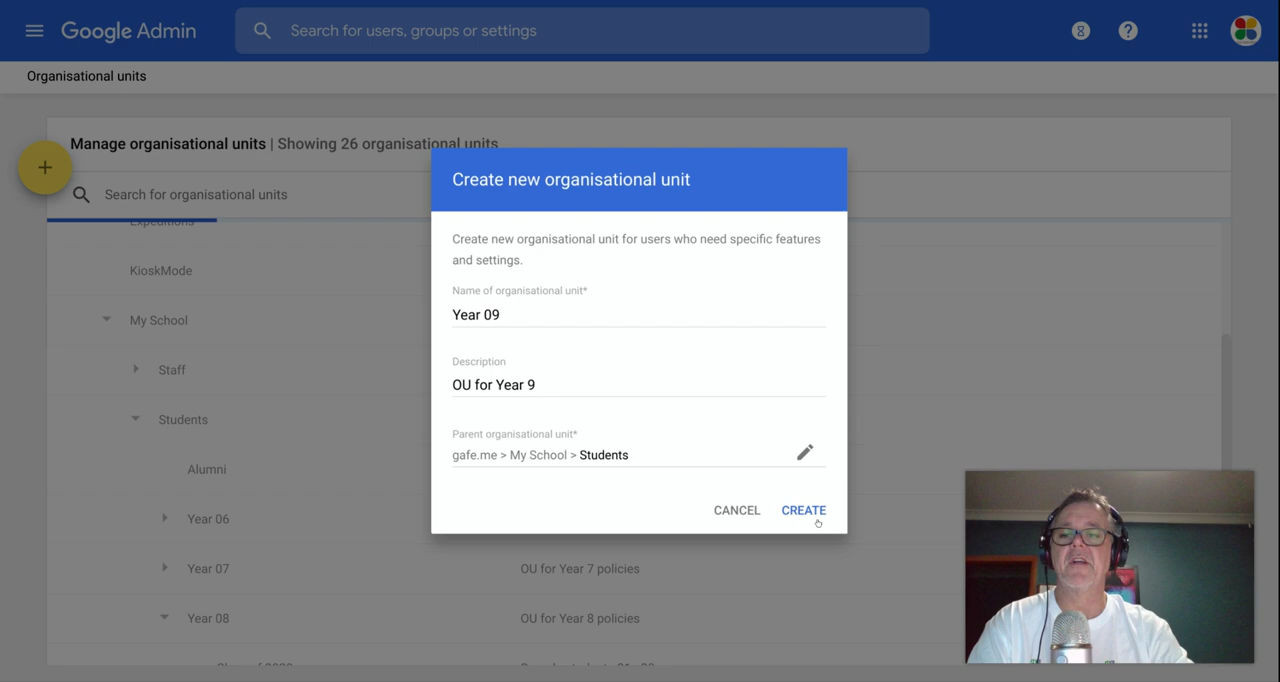 Google Admin
Search for users, groups or settings
Organisational units
Manage organisational units | Showing 26 organisational units
Search for organisational units
Expeditions
KioskMode
My School
Staff
Students
Alumni
Year 06
Year 07
OU for Year 7 policies
Year 08
OU for Year 8 policies
Create new organisational unit
Create new organisational unit for users who need specific features
and settings.
Name of organisational unit*
Year 09
Description
OU for Year 9
Parent organisational unit*
gafe.me > My School > Students
CANCEL
CREATE